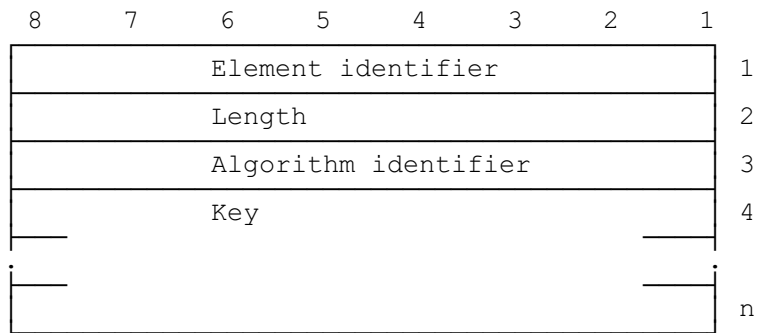 8 7 6 5 4 3 2 1
Element identifier 1
Length 2
Algorithm identifier 3
Key 4
n